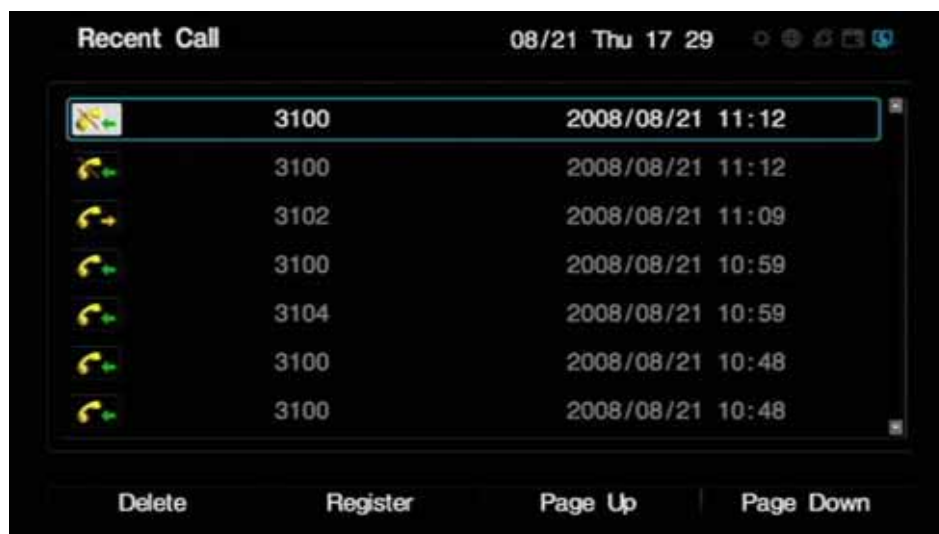 Recent Call 08/21 Thu 17 29
3100 2008/08/21 11:12
3100 2008/08/21 11:12
3102 2008/08/21 11:09
3100 2008/08/21 10:59
3104 2008/08/21 10:59
3100 2008/08/21 10:48
3100 2008/08/21 10:48
Delete Register Page Up Page Down